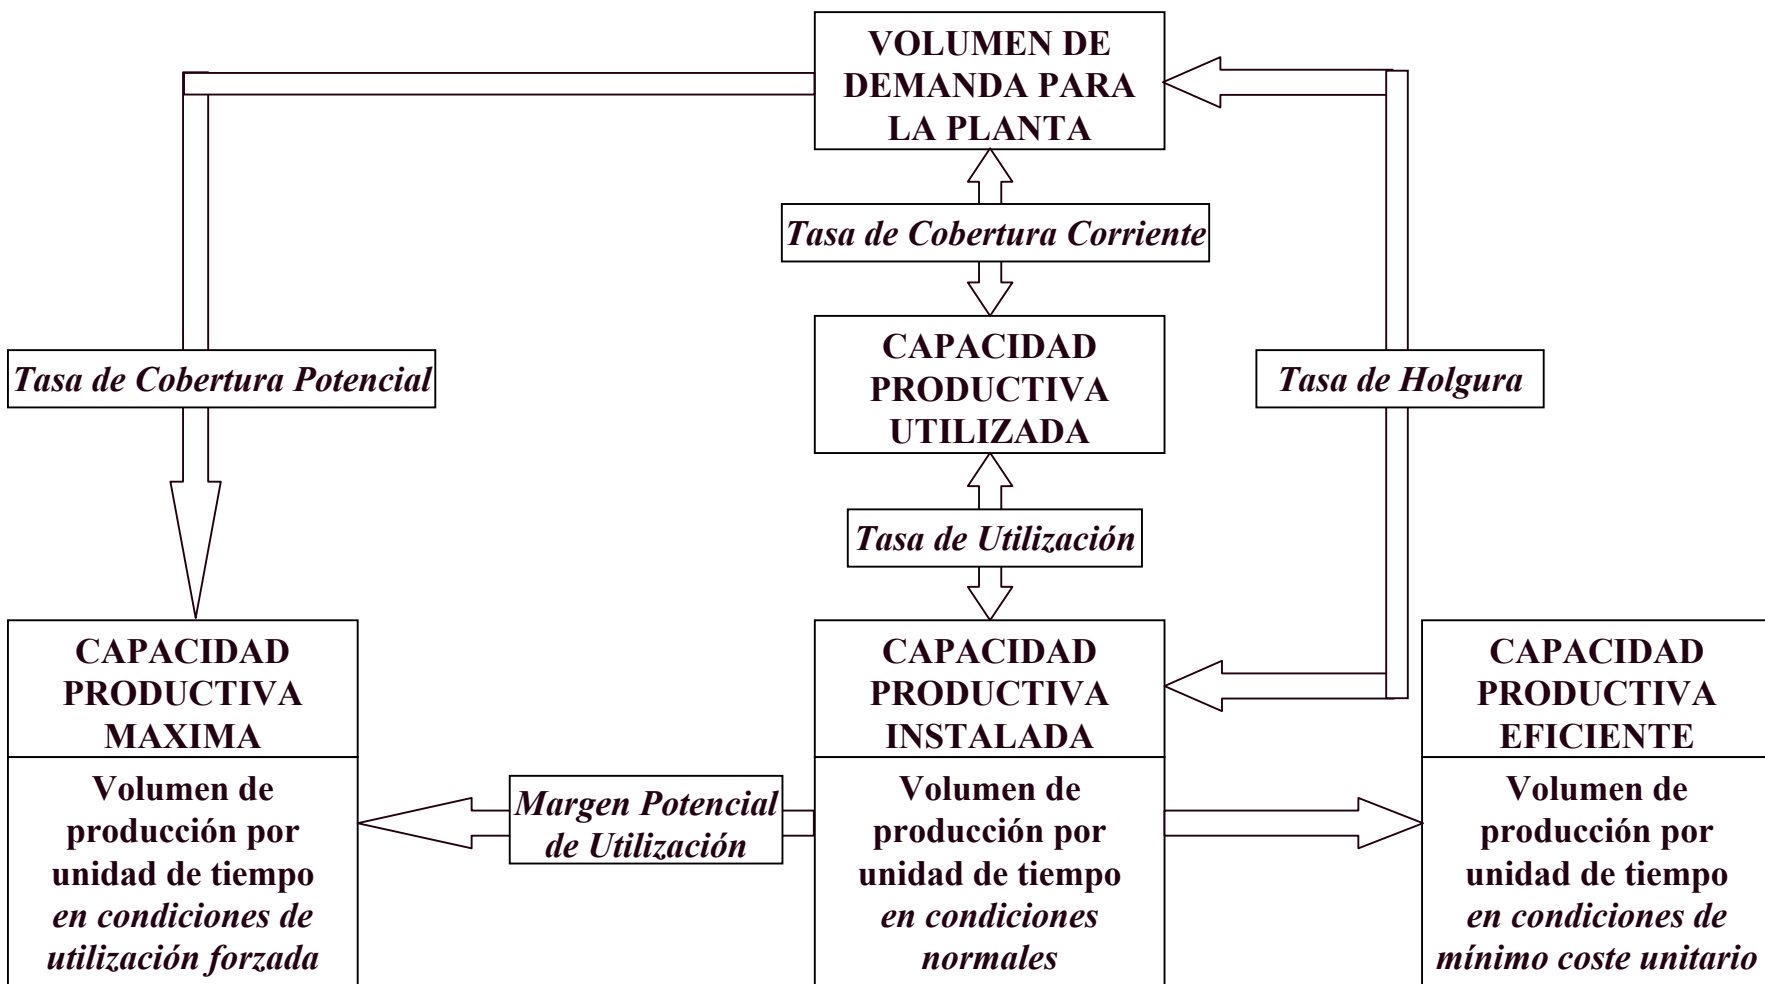 VOLUMEN DE
DEMANDA PARA
LA PLANTA
Tasa de Cobertura Corriente
Tasa de Cobertura Potencial
CAPACIDAD
PRODUCTIVA
UTILIZADA
Tasa de Holgura
Tasa de Utilización
CAPACIDAD
PRODUCTIVA
MAXIMA
Volumen de
producción por
unidad de tiempo
en condiciones de
utilización forzada
Margen Potencial
de Utilización
CAPACIDAD
PRODUCTIVA
INSTALADA
Volumen de
producción por
unidad de tiempo
en condiciones
normales
CAPACIDAD
PRODUCTIVA
EFICIENTE
Volumen de
producción por
unidad de tiempo
en condiciones de
mínimo coste unitario